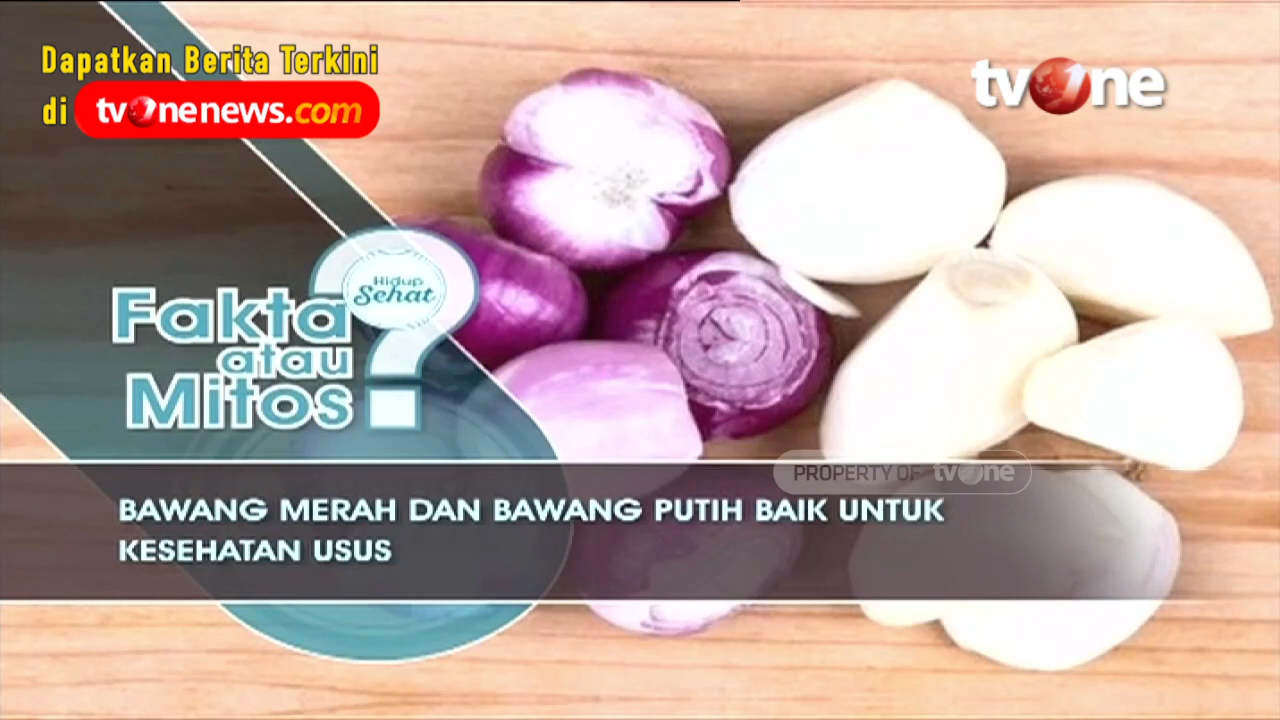 Dapatkan Berita Terkini
di tvonenews.com
tvone
Hidup
Sehat
Fakta
atau
Mitos
?
PROPERTY OF tvone
BAWANG MERAH DAN BAWANG PUTIH BAIK UNTUK
KESEHATAN USUS